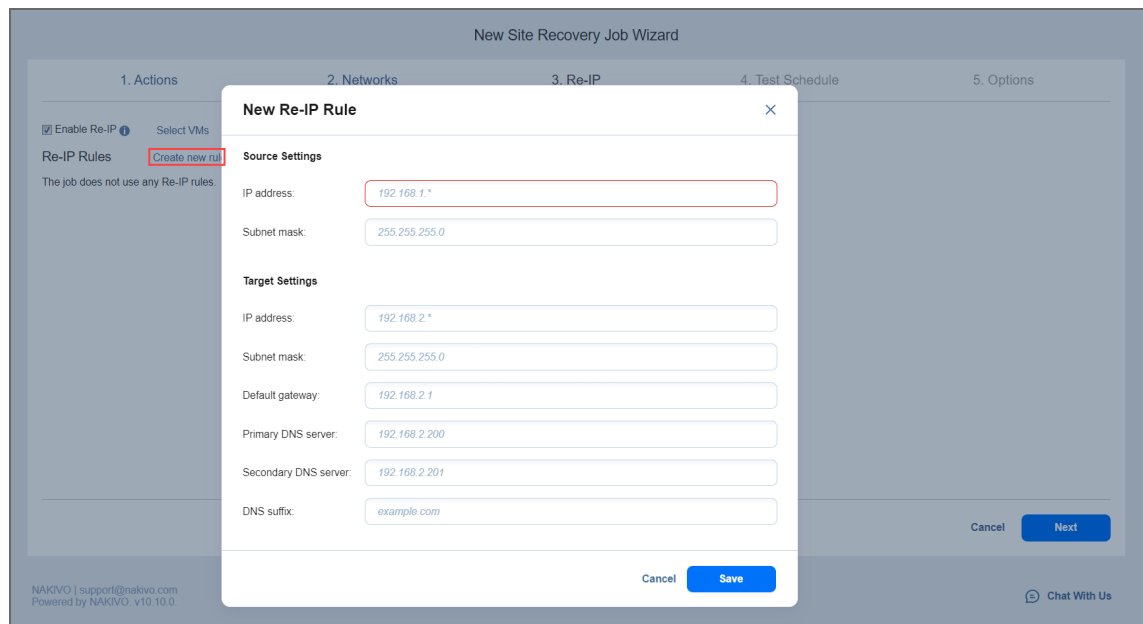 New Site Recovery Job Wizard
1. Actions
2. Networks
3. Re-IP
4. Test Schedule
5. Options
Enable Re-IP
Select VMs
Re-IP Rules
Create new rul
The job does not use any Re-IP rules.
New Re-IP Rule
Source Settings
IP address:
192.168.1.*
Subnet mask:
255.255.255.0
Target Settings
IP address:
192.168.2.*
Subnet mask:
255.255.255.0
Default gateway:
192.168.2.1
Primary DNS server:
192.168.2.200
Secondary DNS server:
192.168.2.201
DNS suffix:
example.com
Cancel
Save
Cancel
Next
NAKIVO | support@nakivo.com
Powered by NAKIVO v10.10.0.
Chat With Us